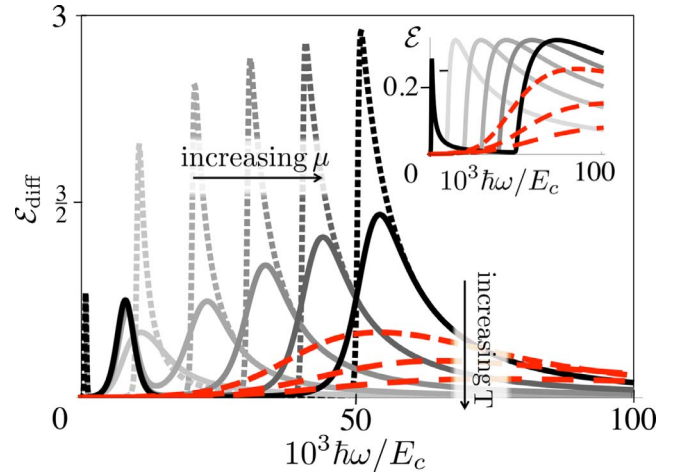 3
ℰ
0.2
0
100
10³ħω/E_c
increasing μ
ℰ_diff
3/2
increasing T
0
50
100
10³ħω/E_c